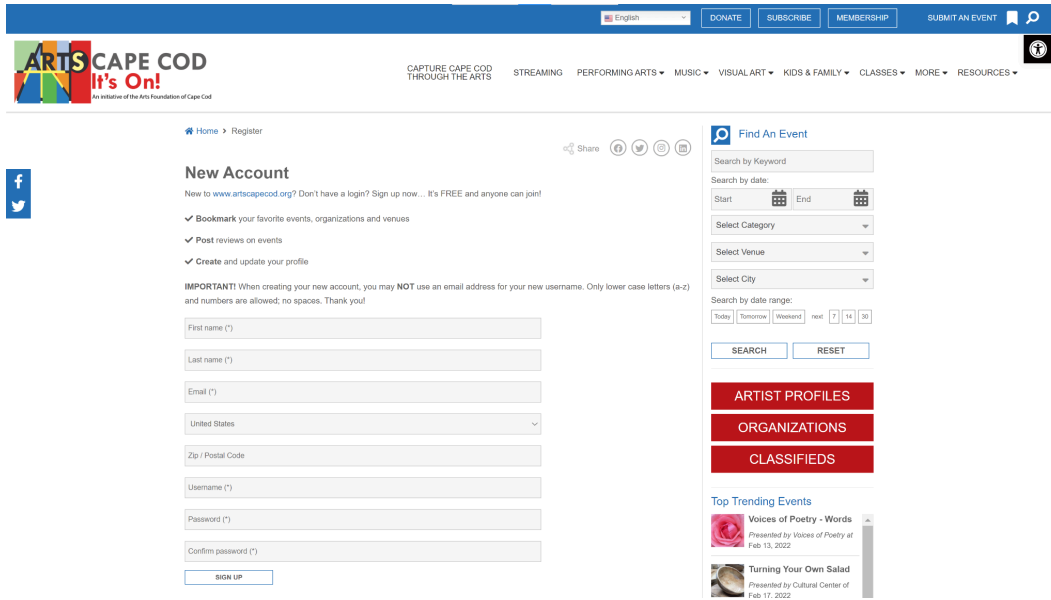 English
DONATE
SUBSCRIBE
MEMBERSHIP
SUBMIT AN EVENT
ARTS CAPE COD
It's On!
An initiative of the Arts Foundation of Cape Cod
CAPTURE CAPE COD
THROUGH THE ARTS
STREAMING
PERFORMING ARTS
MUSIC
VISUAL ART
KIDS & FAMILY
CLASSES
MORE
RESOURCES
Home > Register
Share
New Account
New to www.artscapecod.org? Don't have a login? Sign up now… It's FREE and anyone can join!
Bookmark your favorite events, organizations and venues
Post reviews on events
Create and update your profile
IMPORTANT! When creating your new account, you may NOT use an email address for your new username. Only lower case letters (a-z)
and numbers are allowed; no spaces. Thank you!
First name (*)
Last name (*)
Email (*)
United States
Zip / Postal Code
Username (*)
Password (*)
Confirm password (*)
SIGN UP
Find An Event
Search by Keyword
Search by date:
Start
End
Select Category
Select Venue
Select City
Search by date range:
Today Tomorrow Weekend next 7 14 30
SEARCH
RESET
ARTIST PROFILES
ORGANIZATIONS
CLASSIFIEDS
Top Trending Events
Voices of Poetry - Words
Presented by Voices of Poetry at
Feb 13, 2022
Turning Your Own Salad
Presented by Cultural Center of
Feb 17, 2022